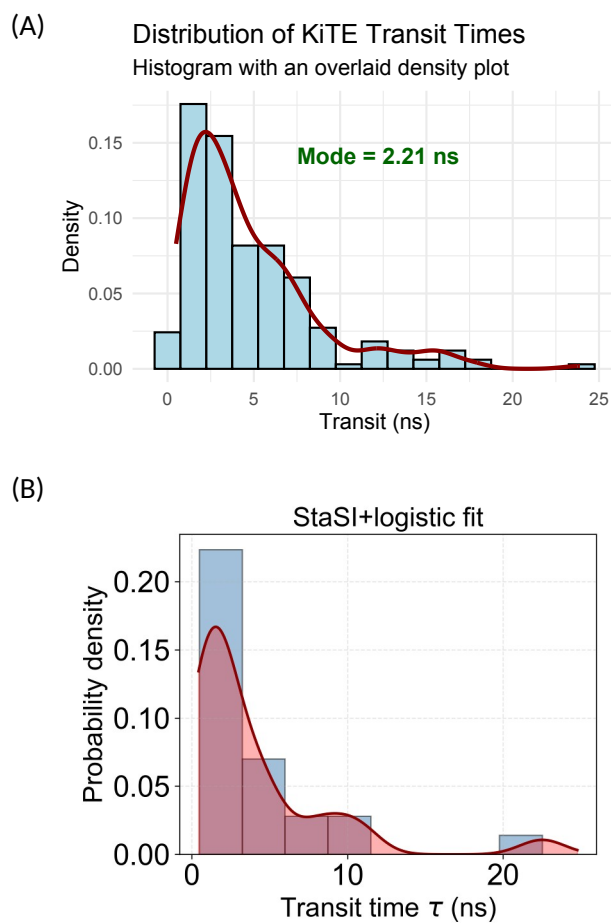 (A)
Distribution of KiTE Transit Times
Histogram with an overlaid density plot
Mode = 2.21 ns
0.15
0.10
0.05
0.00
Density
0 5 10 15 20 25
Transit (ns)
(B)
StaSI+logistic fit
0.20
0.15
0.10
0.05
0.00
Probability density
0 10 20
Transit time τ (ns)